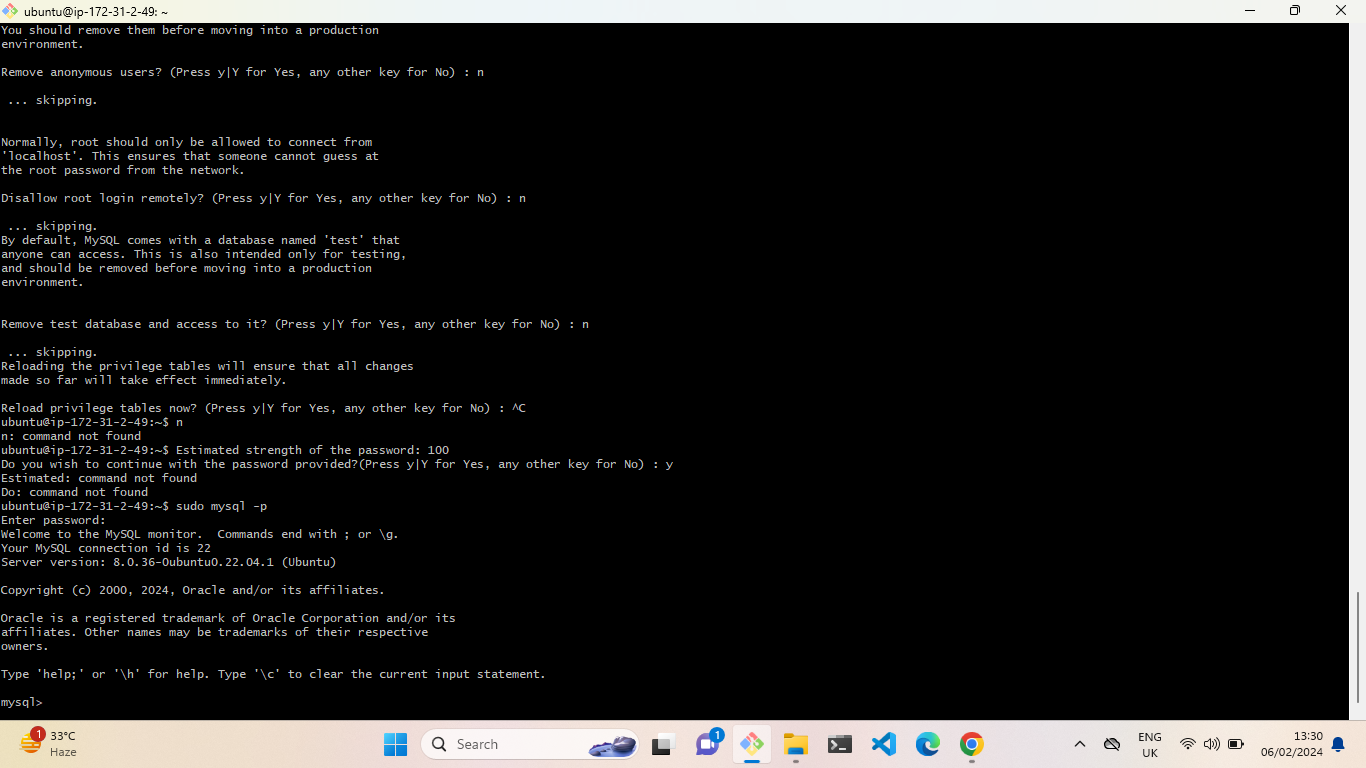 ubuntu@ip-172-31-2-49: ~
You should remove them before moving into a production
environment.
Remove anonymous users? (Press y|Y for Yes, any other key for No) : n
... skipping.
Normally, root should only be allowed to connect from
'localhost'. This ensures that someone cannot guess at
the root password from the network.
Disallow root login remotely? (Press y|Y for Yes, any other key for No) : n
... skipping.
By default, MySQL comes with a database named 'test' that
anyone can access. This is also intended only for testing,
and should be removed before moving into a production
environment.
Remove test database and access to it? (Press y|Y for Yes, any other key for No) : n
... skipping.
Reloading the privilege tables will ensure that all changes
made so far will take effect immediately.
Reload privilege tables now? (Press y|Y for Yes, any other key for No) : ^C
ubuntu@ip-172-31-2-49:~$ n
n: command not found
ubuntu@ip-172-31-2-49:~$ Estimated strength of the password: 100
Do you wish to continue with the password provided?(Press y|Y for Yes, any other key for No) : y
Estimated: command not found
Do: command not found
ubuntu@ip-172-31-2-49:~$ sudo mysql -p
Enter password:
Welcome to the MySQL monitor.  Commands end with ; or \g.
Your MySQL connection id is 22
Server version: 8.0.36-0ubuntu0.22.04.1 (Ubuntu)
Copyright (c) 2000, 2024, Oracle and/or its affiliates.
Oracle is a registered trademark of Oracle Corporation and/or its
affiliates. Other names may be trademarks of their respective
owners.
Type 'help;' or '\h' for help. Type '\c' to clear the current input statement.
mysql>
1
33°C
Haze
Search
1
ENG
UK
13:30
06/02/2024